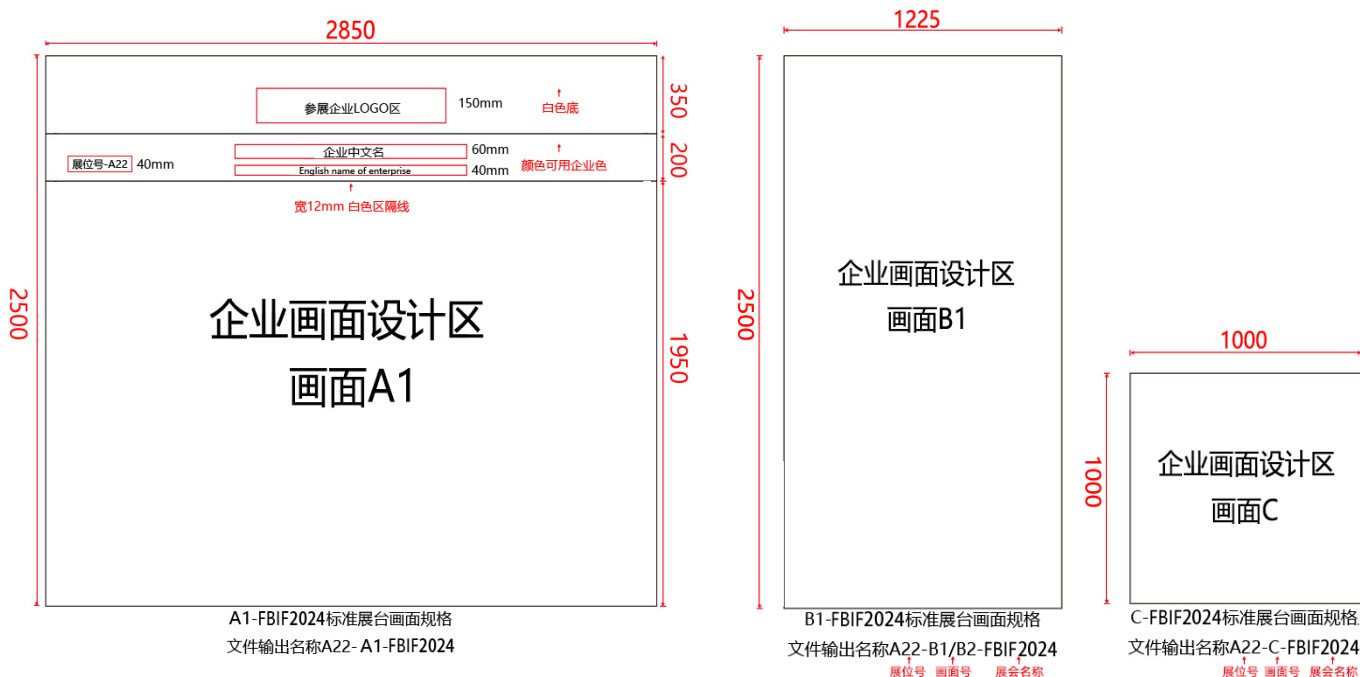 2850
350
参展企业LOGO区
150mm
白色底
200
展位号-A22
40mm
企业中文名
60mm
English name of enterprise
40mm
颜色可用企业色
宽12mm 白色区隔线
2500
1950
企业画面设计区
画面A1
A1-FBIF2024标准展台画面规格
文件输出名称A22- A1-FBIF2024
1225
2500
企业画面设计区
画面B1
B1-FBIF2024标准展台画面规格
文件输出名称A22-B1/B2-FBIF2024
展位号 画面号 展会名称
1000
1000
企业画面设计区
画面C
C-FBIF2024标准展台画面规格
文件输出名称A22-C-FBIF2024
展位号 画面号 展会名称